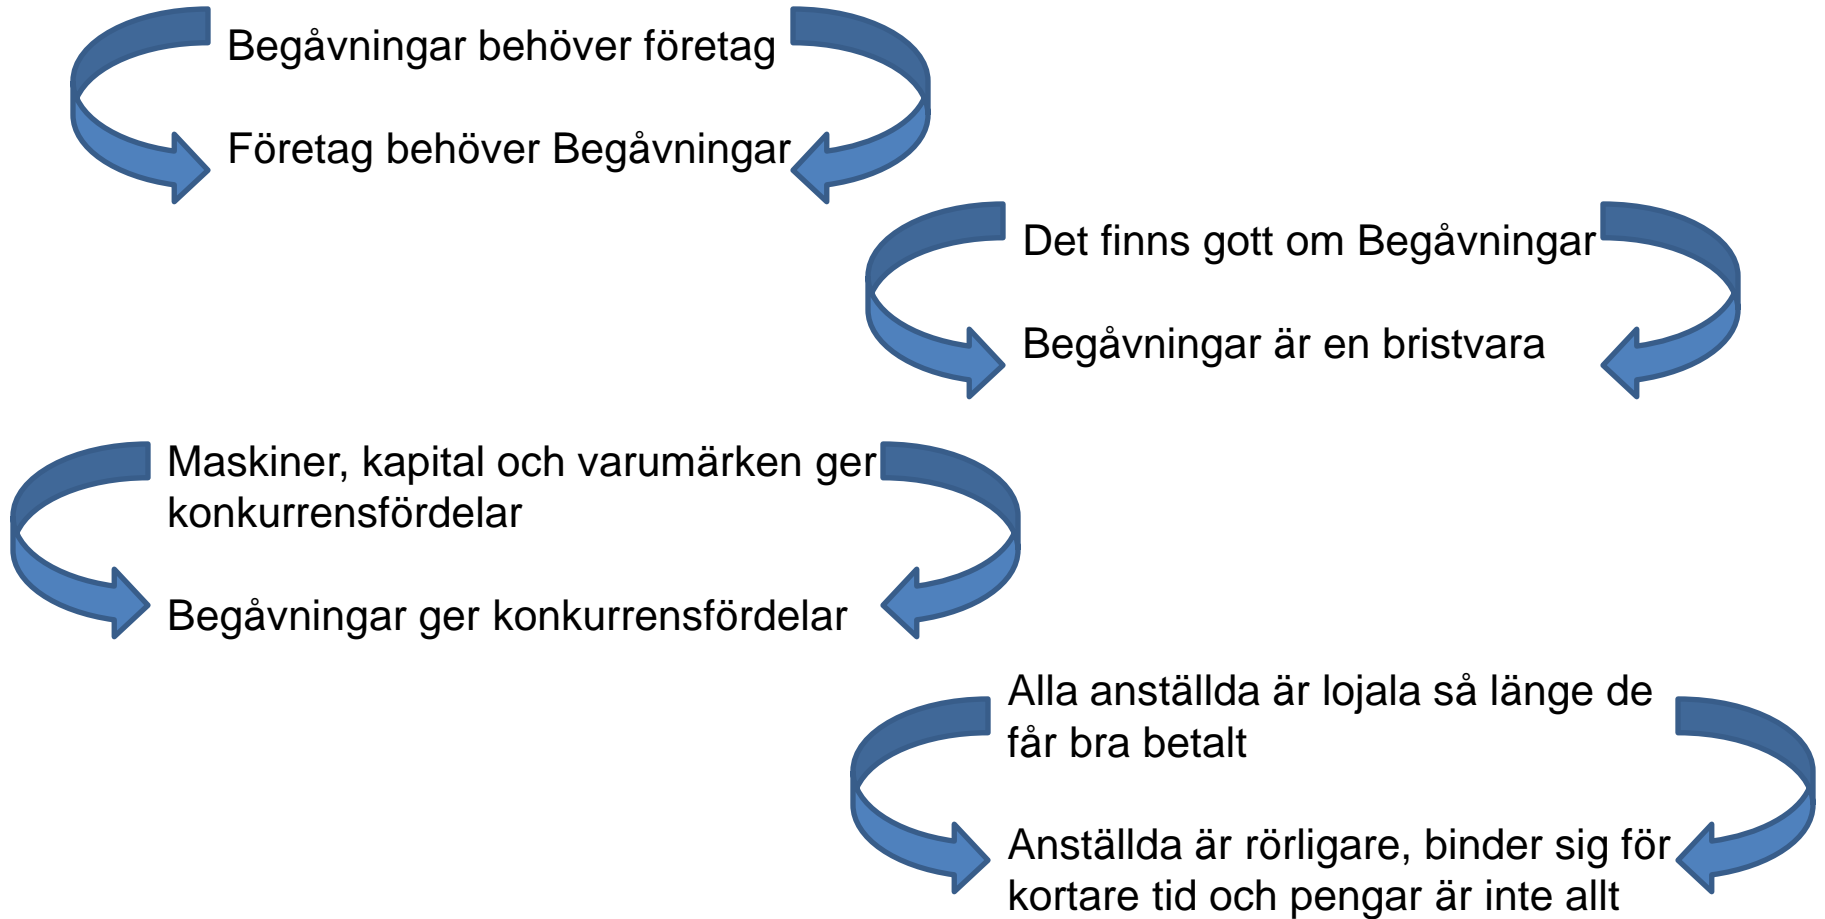 Begåvningar behöver företag
Företag behöver Begåvningar
Det finns gott om Begåvningar
Begåvningar är en bristvara
Maskiner, kapital och varumärken ger
konkurrensfördelar
Begåvningar ger konkurrensfördelar
Alla anställda är lojala så länge de
får bra betalt
Anställda är rörligare, binder sig för
kortare tid och pengar är inte allt